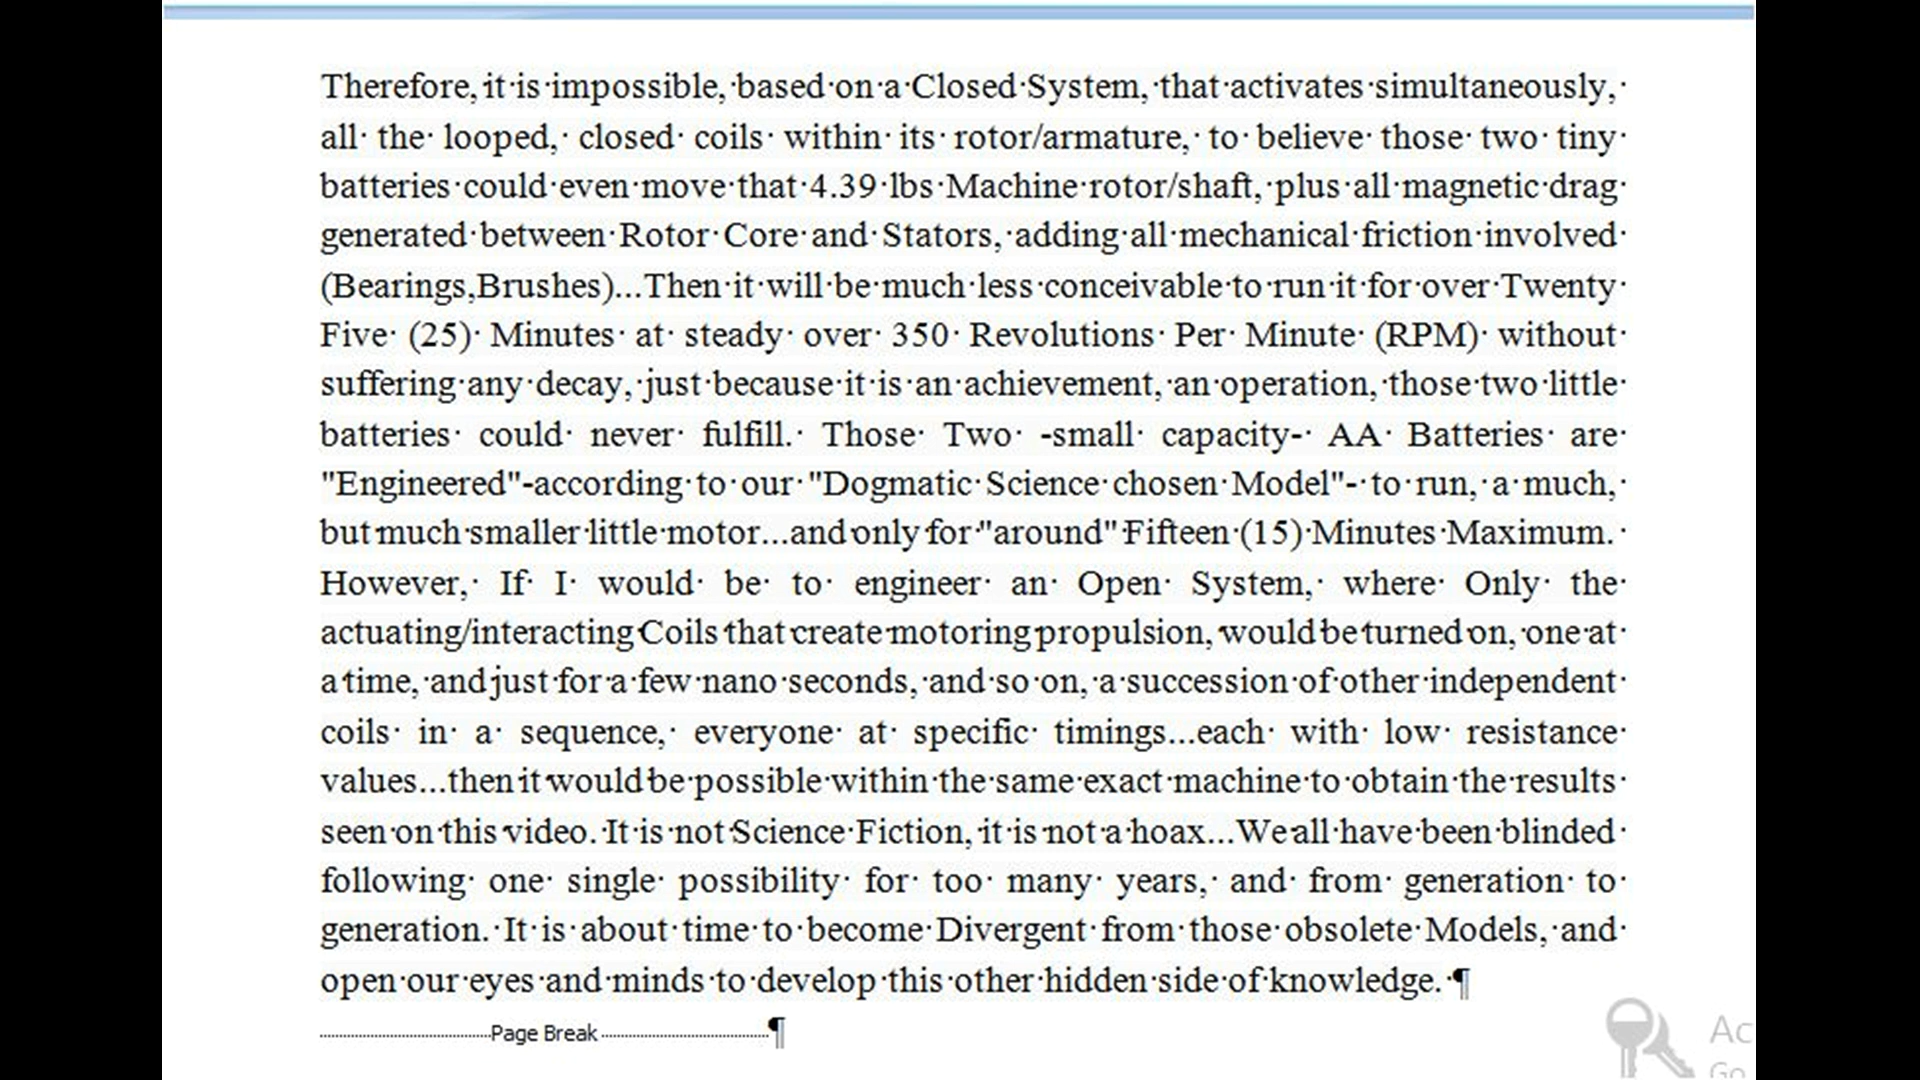 Therefore, it is impossible, based on a Closed System, that activates simultaneously,
all the looped, closed coils within its rotor/armature, to believe those two tiny
batteries could even move that 4.39 lbs Machine rotor/shaft, plus all magnetic drag
generated between Rotor Core and Stators, adding all mechanical friction involved
(Bearings,Brushes)...Then it will be much less conceivable to run it for over Twenty
Five (25) Minutes at steady over 350 Revolutions Per Minute (RPM) without
suffering any decay, just because it is an achievement, an operation, those two little
batteries could never fulfill. Those Two -small capacity- AA Batteries are
"Engineered"-according to our "Dogmatic Science chosen Model"- to run, a much,
but much smaller little motor...and only for "around" Fifteen (15) Minutes Maximum.
However, If I would be to engineer an Open System, where Only the
actuating/interacting Coils that create motoring propulsion, would be turned on, one at
a time, and just for a few nano seconds, and so on, a succession of other independent
coils in a sequence, everyone at specific timings...each with low resistance
values...then it would be possible within the same exact machine to obtain the results
seen on this video. It is not Science Fiction, it is not a hoax...We all have been blinded
following one single possibility for too many years, and from generation to
generation. It is about time to become Divergent from those obsolete Models, and
open our eyes and minds to develop this other hidden side of knowledge. ¶
Page Break ¶
Ac
Go